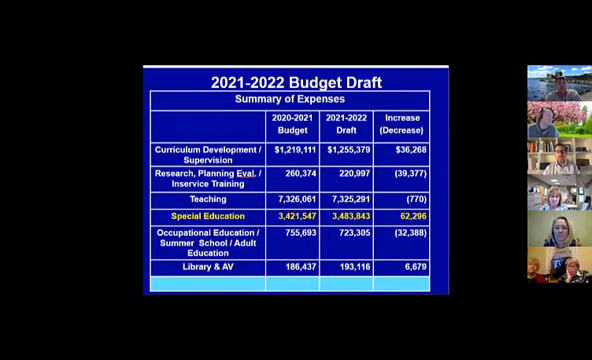 2021-2022 Budget Draft
Summary of Expenses
2020-2021 Budget 2021-2022 Draft Increase (Decrease)
Curriculum Development / Supervision $1,219,111 $1,255,379 $36,268
Research, Planning Eval. / Inservice Training 260,374 220,997 (39,377)
Teaching 7,326,061 7,325,291 (770)
Special Education 3,421,547 3,483,843 62,296
Occupational Education / Summer School / Adult Education 755,693 723,305 (32,388)
Library & AV 186,437 193,116 6,679